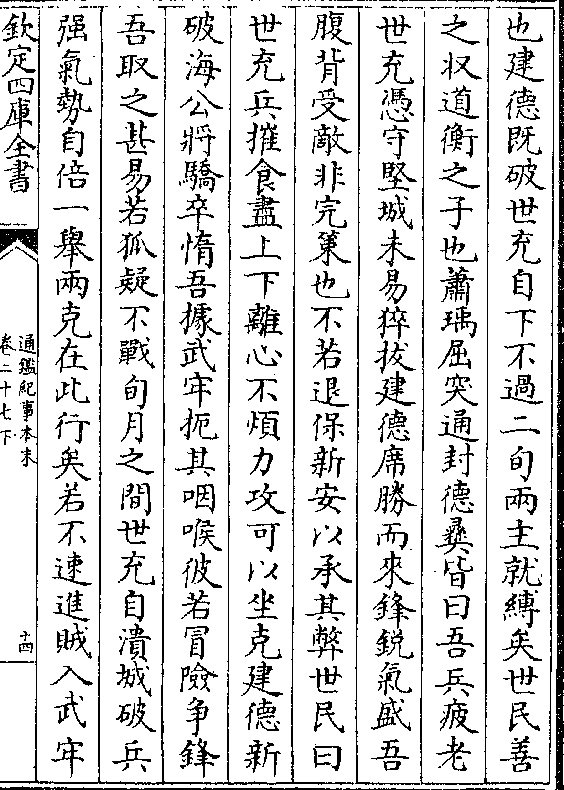 也建德既破世充自下不過二旬兩主就縛矣世民善
之収道衡之子也蕭瑀屈突通封德彝皆曰吾兵疲老
世充憑守堅城未易猝拔建德席勝而來鋒鋭氣盛吾
腹背受敵非完策也不若退保新安以承其弊世民曰
世充兵摧食盡上下離心不煩力攻可以坐克建德新
破海公將驕卒惰吾據武牢扼其咽喉彼若冒險争鋒
吾取之甚易若狐疑不戰旬月之間世充自潰城破兵
强氣勢自倍一舉兩克在此行矣若不速進賊入武牢
欽定四庫全書
通鑑紀事本末
卷二十七下
十四